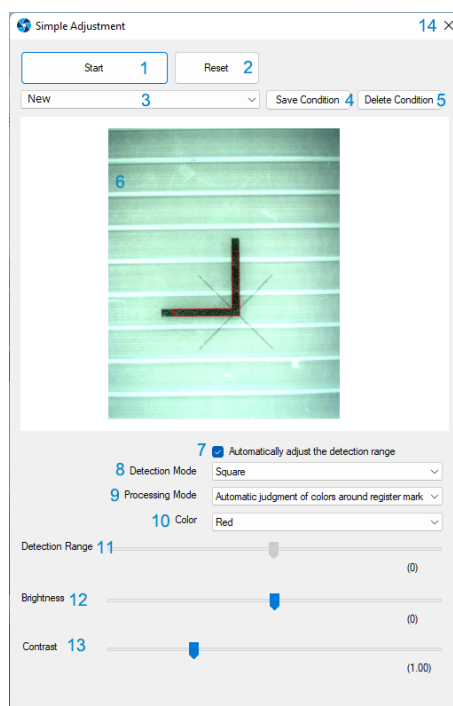 Simple Adjustment 14 ×
Start 1 Reset 2
New 3 Save Condition 4 Delete Condition 5
6
7 Automatically adjust the detection range
8 Detection Mode Square
9 Processing Mode Automatic judgment of colors around register mark
10 Color Red
Detection Range 11
(0)
Brightness 12
(0)
Contrast 13
(1.00)